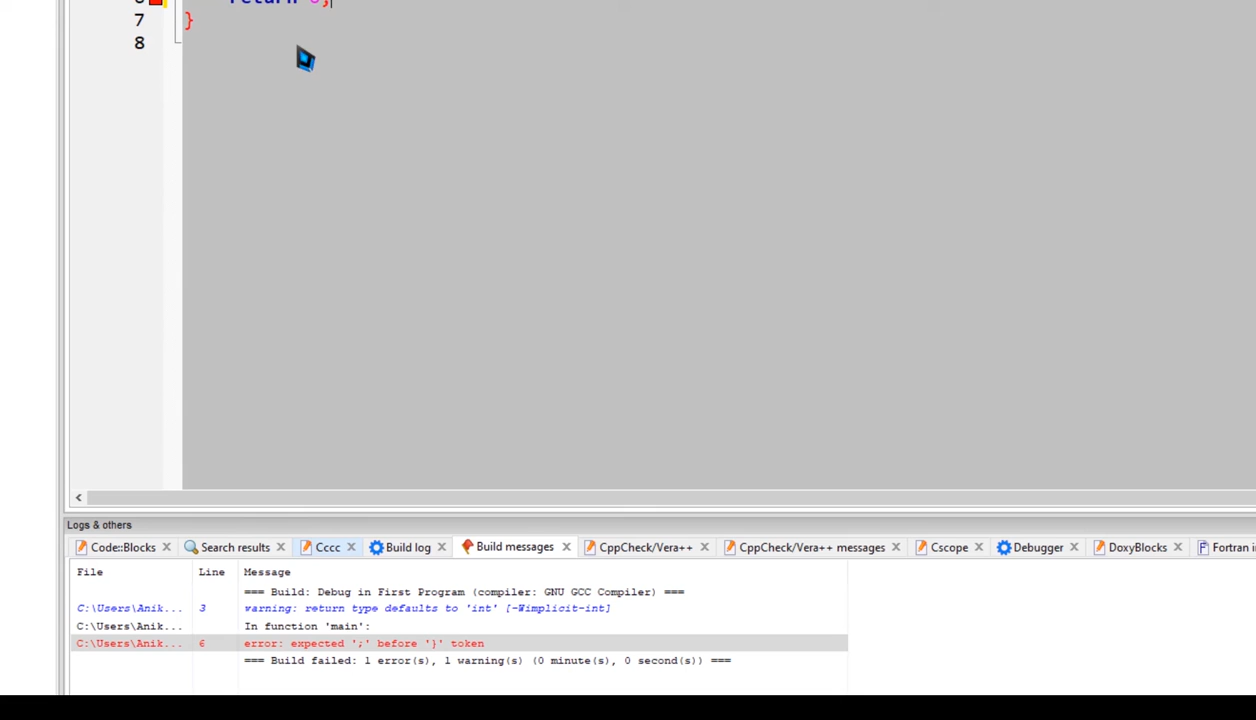 return 0;
7 }
8
Logs & others
Code::Blocks Search results Cccc Build log Build messages CppCheck/Vera++ CppCheck/Vera++ messages Cscope Debugger DoxyBlocks Fortran in
File Line Message
=== Build: Debug in First Program (compiler: GNU GCC Compiler) ===
C:\Users\Anik... 3 warning: return type defaults to 'int' [-Wimplicit-int]
C:\Users\Anik... In function 'main':
C:\Users\Anik... 6 error: expected ';' before '}' token
=== Build failed: 1 error(s), 1 warning(s) (0 minute(s), 0 second(s)) ===